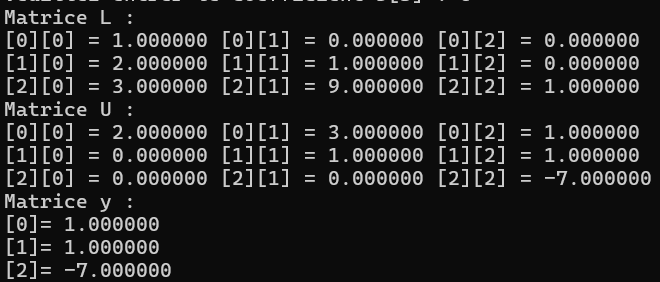 Matrice L :
[0][0] = 1.000000 [0][1] = 0.000000 [0][2] = 0.000000
[1][0] = 2.000000 [1][1] = 1.000000 [1][2] = 0.000000
[2][0] = 3.000000 [2][1] = 9.000000 [2][2] = 1.000000
Matrice U :
[0][0] = 2.000000 [0][1] = 3.000000 [0][2] = 1.000000
[1][0] = 0.000000 [1][1] = 1.000000 [1][2] = 1.000000
[2][0] = 0.000000 [2][1] = 0.000000 [2][2] = -7.000000
Matrice y :
[0]= 1.000000
[1]= 1.000000
[2]= -7.000000